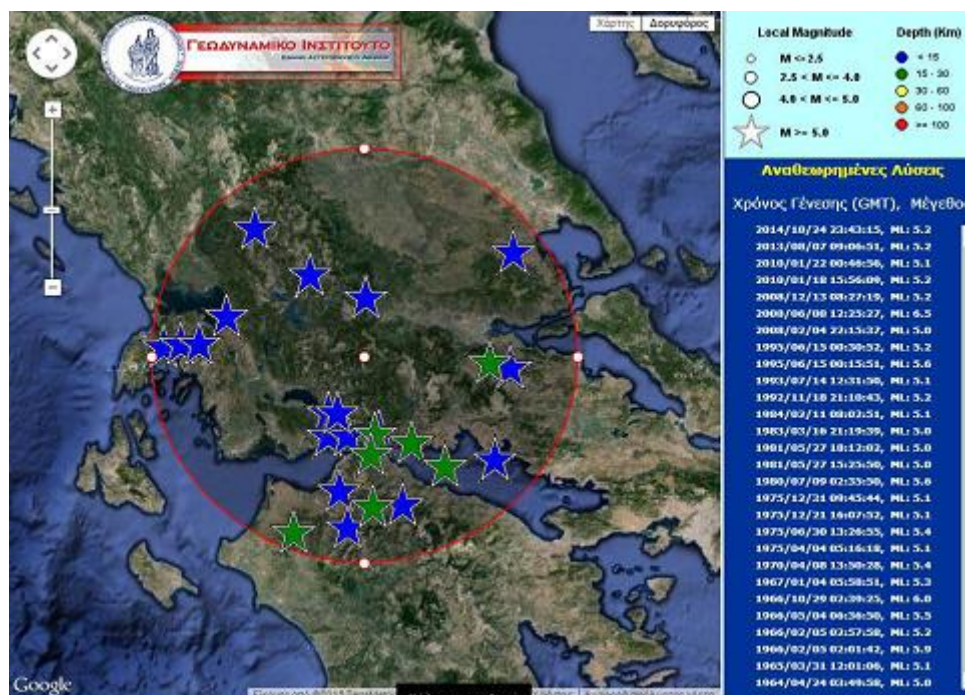 Χάρτης
Δορυφόρος
ΓΕΩΔΥΝΑΜΙΚΟ ΙΝΣΤΙΤΟΥΤΟ
Local Magnitude
Depth (Km)
M <= 2.5
2.5 < M <= 4.0
4.0 < M <= 5.0
M >= 5.0
< 15
15 - 30
30 - 60
60 - 100
>= 100
Αναθεωρημένες Λύσεις
Χρόνος Γένεσης (GMT), Μέγεθος
2014/10/24 23:43:15, ML: 5.2
2013/08/07 09:06:51, ML: 5.2
2010/01/22 00:46:56, ML: 5.1
2010/01/18 15:56:09, ML: 5.2
2008/12/13 08:27:19, ML: 5.2
2008/06/08 12:25:27, ML: 6.5
2008/02/04 22:15:37, ML: 5.0
1995/06/15 00:30:52, ML: 5.2
1995/06/15 00:15:51, ML: 5.6
1993/07/14 12:31:50, ML: 5.1
1992/11/18 21:10:43, ML: 5.2
1984/02/11 08:02:51, ML: 5.1
1983/03/16 21:19:39, ML: 5.0
1981/05/27 18:12:02, ML: 5.0
1981/05/27 15:25:50, ML: 5.0
1980/07/09 02:35:50, ML: 5.6
1975/12/31 09:45:44, ML: 5.1
1975/12/21 16:07:52, ML: 5.1
1975/06/30 13:26:55, ML: 5.4
1975/04/04 05:16:18, ML: 5.1
1970/04/08 13:50:28, ML: 5.4
1967/01/04 05:58:51, ML: 5.3
1966/10/29 02:39:25, ML: 6.0
1966/05/04 06:36:50, ML: 5.5
1966/02/05 02:57:58, ML: 5.2
1966/02/05 02:01:42, ML: 5.9
1965/03/31 12:01:06, ML: 5.1
1964/04/24 03:49:58, ML: 5.0
Google